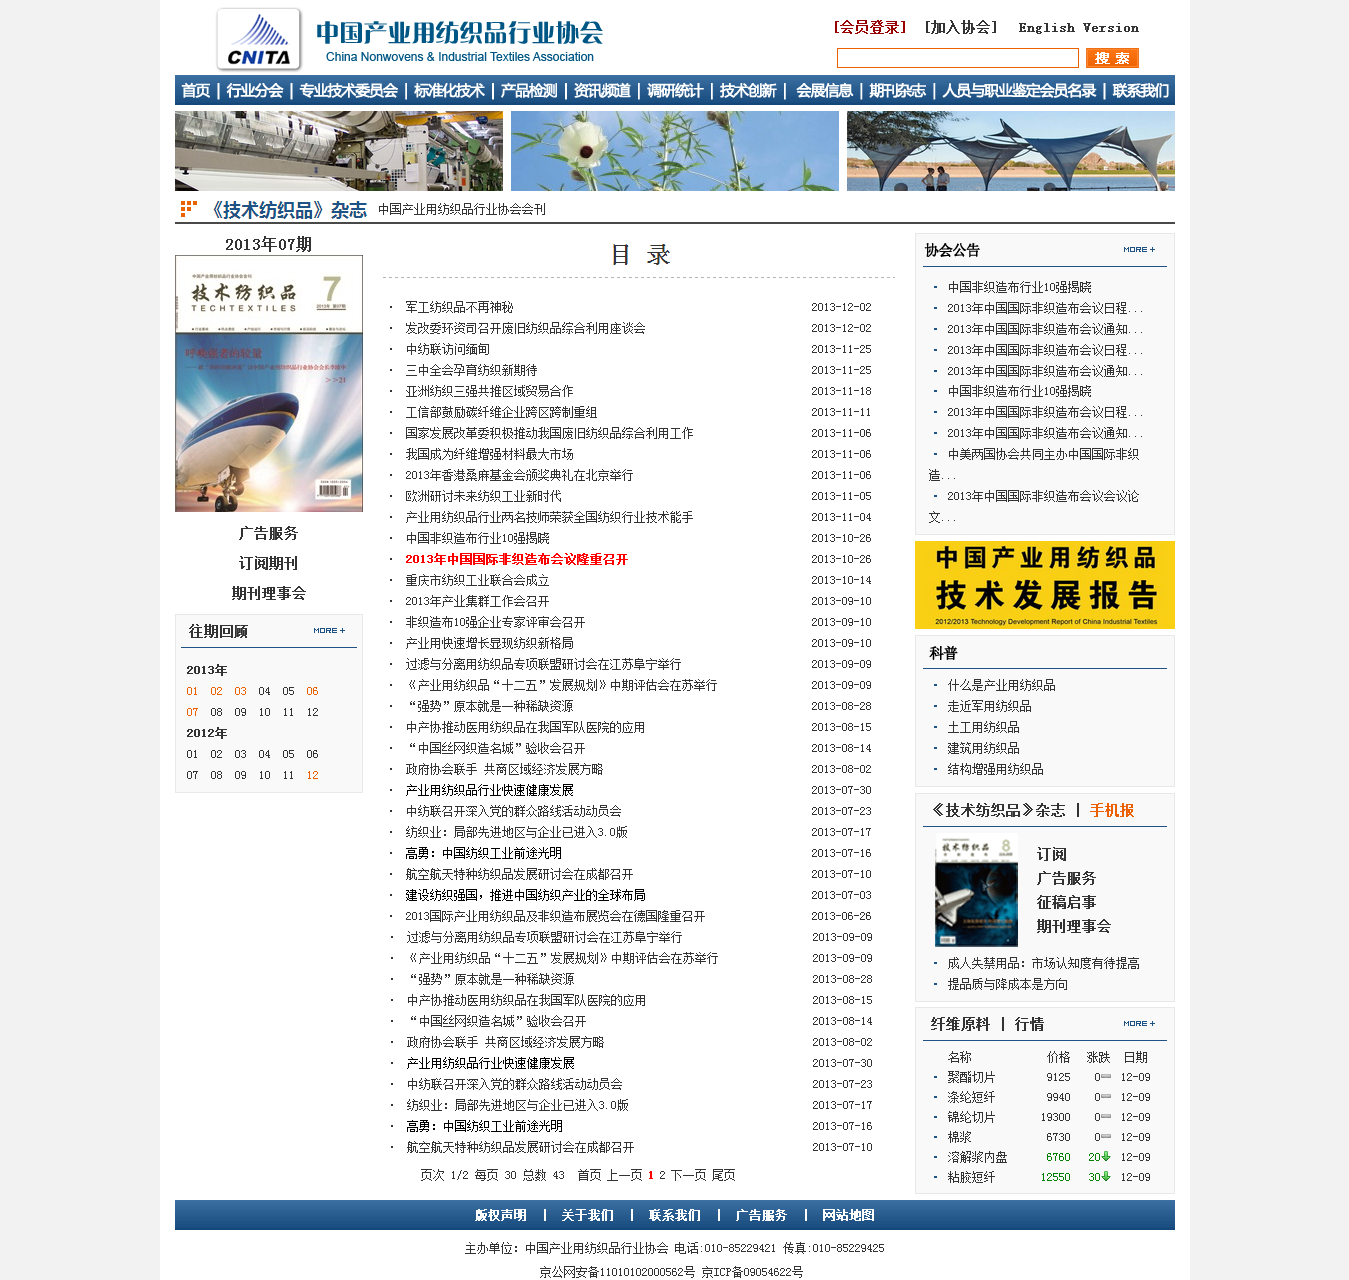 CNITA
中国产业用纺织品行业协会
China Nonwovens & Industrial Textiles Association
[会员登录] [加入协会] English Version
搜 索
首页 | 行业分会 | 专业技术委员会 | 标准化技术 | 产品检测 | 资讯频道 | 调研统计 | 技术创新 | 会展信息 | 期刊杂志 | 人员与职业鉴定会员名录 | 联系我们
《技术纺织品》杂志 中国产业用纺织品行业协会会刊
2013年07期
7
技术纺织品
TECHTEXTILES
呼唤强者的较量
>>21
广告服务
订阅期刊
期刊理事会
往期回顾 MORE +
2013年
01 02 03 04 05 06
07 08 09 10 11 12
2012年
01 02 03 04 05 06
07 08 09 10 11 12
目 录
· 军工纺织品不再神秘 2013-12-02
· 发改委环资司召开废旧纺织品综合利用座谈会 2013-12-02
· 中纺联访问缅甸 2013-11-25
· 三中全会孕育纺织新期待 2013-11-25
· 亚洲纺织三强共推区域贸易合作 2013-11-18
· 工信部鼓励碳纤维企业跨区跨制重组 2013-11-11
· 国家发展改革委积极推动我国废旧纺织品综合利用工作 2013-11-06
· 我国成为纤维增强材料最大市场 2013-11-06
· 2013年香港桑麻基金会颁奖典礼在北京举行 2013-11-06
· 欧洲研讨未来纺织工业新时代 2013-11-05
· 产业用纺织品行业两名技师荣获全国纺织行业技术能手 2013-11-04
· 中国非织造布行业10强揭晓 2013-10-26
· 2013年中国国际非织造布会议隆重召开 2013-10-26
· 重庆市纺织工业联合会成立 2013-10-14
· 2013年产业集群工作会召开 2013-09-10
· 非织造布10强企业专家评审会召开 2013-09-10
· 产业用快速增长显现纺织新格局 2013-09-10
· 过滤与分离用纺织品专项联盟研讨会在江苏阜宁举行 2013-09-09
· 《产业用纺织品“十二五”发展规划》中期评估会在苏举行 2013-09-09
· “强势”原本就是一种稀缺资源 2013-08-28
· 中产协推动医用纺织品在我国军队医院的应用 2013-08-15
· “中国丝网织造名城”验收会召开 2013-08-14
· 政府协会联手 共商区域经济发展方略 2013-08-02
· 产业用纺织品行业快速健康发展 2013-07-30
· 中纺联召开深入党的群众路线活动动员会 2013-07-23
· 纺织业：局部先进地区与企业已进入3.0版 2013-07-17
· 高勇：中国纺织工业前途光明 2013-07-16
· 航空航天特种纺织品发展研讨会在成都召开 2013-07-10
· 建设纺织强国，推进中国纺织产业的全球布局 2013-07-03
· 2013国际产业用纺织品及非织造布展览会在德国隆重召开 2013-06-26
· 过滤与分离用纺织品专项联盟研讨会在江苏阜宁举行 2013-09-09
· 《产业用纺织品“十二五”发展规划》中期评估会在苏举行 2013-09-09
· “强势”原本就是一种稀缺资源 2013-08-28
· 中产协推动医用纺织品在我国军队医院的应用 2013-08-15
· “中国丝网织造名城”验收会召开 2013-08-14
· 政府协会联手 共商区域经济发展方略 2013-08-02
· 产业用纺织品行业快速健康发展 2013-07-30
· 中纺联召开深入党的群众路线活动动员会 2013-07-23
· 纺织业：局部先进地区与企业已进入3.0版 2013-07-17
· 高勇：中国纺织工业前途光明 2013-07-16
· 航空航天特种纺织品发展研讨会在成都召开 2013-07-10
页次 1/2 每页 30 总数 43 首页 上一页 1 2 下一页 尾页
协会公告 MORE +
中国非织造布行业10强揭晓
2013年中国国际非织造布会议日程...
2013年中国国际非织造布会议通知...
2013年中国国际非织造布会议日程...
2013年中国国际非织造布会议通知...
中国非织造布行业10强揭晓
2013年中国国际非织造布会议日程...
2013年中国国际非织造布会议通知...
中美两国协会共同主办中国国际非织
造...
2013年中国国际非织造布会议会议论
文...
中国产业用纺织品
技术发展报告
2012/2013 Technology Development Report of China Industrial Textiles
科普
什么是产业用纺织品
走近军用纺织品
土工用纺织品
建筑用纺织品
结构增强用纺织品
《技术纺织品》杂志 | 手机报
技术纺织品
8
订阅
广告服务
征稿启事
期刊理事会
成人失禁用品：市场认知度有待提高
提品质与降成本是方向
纤维原料 | 行情 MORE +
名称 价格 涨跌 日期
聚酯切片 9125 0 12-09
涤纶短纤 9940 0 12-09
锦纶切片 19300 0 12-09
棉浆 6730 0 12-09
溶解浆内盘 6760 20 12-09
粘胶短纤 12550 30 12-09
版权声明 | 关于我们 | 联系我们 | 广告服务 | 网站地图
主办单位：中国产业用纺织品行业协会 电话:010-85229421 传真:010-85229425
京公网安备11010102000562号 京ICP备09054622号